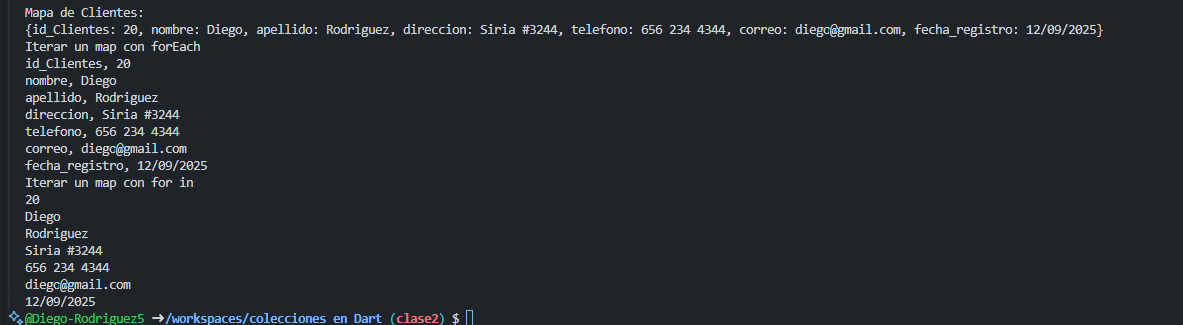 Mapa de Clientes:
{id_Clientes: 20, nombre: Diego, apellido: Rodriguez, direccion: Siria #3244, telefono: 656 234 4344, correo: diego@gmail.com, fecha_registro: 12/09/2025}
Iterar un map con forEach
id_Clientes, 20
nombre, Diego
apellido, Rodriguez
direccion, Siria #3244
telefono, 656 234 4344
correo, diego@gmail.com
fecha_registro, 12/09/2025
Iterar un map con for in
20
Diego
Rodriguez
Siria #3244
656 234 4344
diego@gmail.com
12/09/2025
@Diego-Rodriguez5 ➜/workspaces/colecciones en Dart (clase2) $